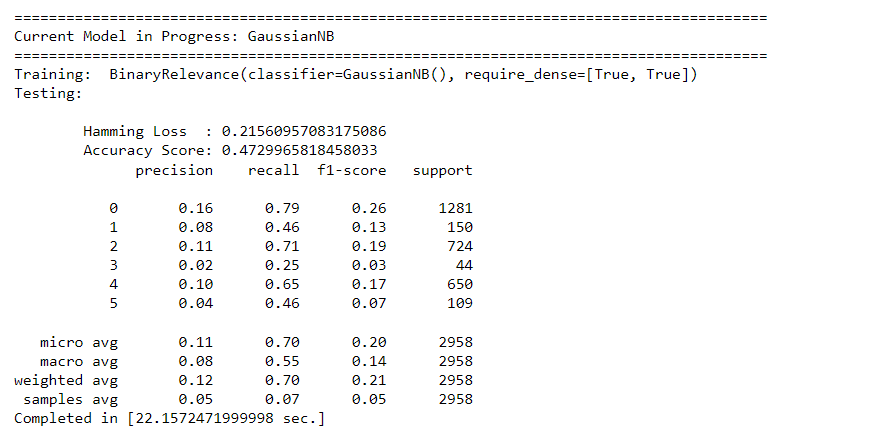 =======================================================================================
Current Model in Progress: GaussianNB
=======================================================================================
Training:  BinaryRelevance(classifier=GaussianNB(), require_dense=[True, True])
Testing:
        Hamming Loss  : 0.21560957083175086
        Accuracy Score: 0.4729965818458033
              precision    recall  f1-score   support
           0       0.16      0.79      0.26      1281
           1       0.08      0.46      0.13       150
           2       0.11      0.71      0.19       724
           3       0.02      0.25      0.03        44
           4       0.10      0.65      0.17       650
           5       0.04      0.46      0.07       109
   micro avg       0.11      0.70      0.20      2958
   macro avg       0.08      0.55      0.14      2958
weighted avg       0.12      0.70      0.21      2958
 samples avg       0.05      0.07      0.05      2958
Completed in [22.1572471999998 sec.]